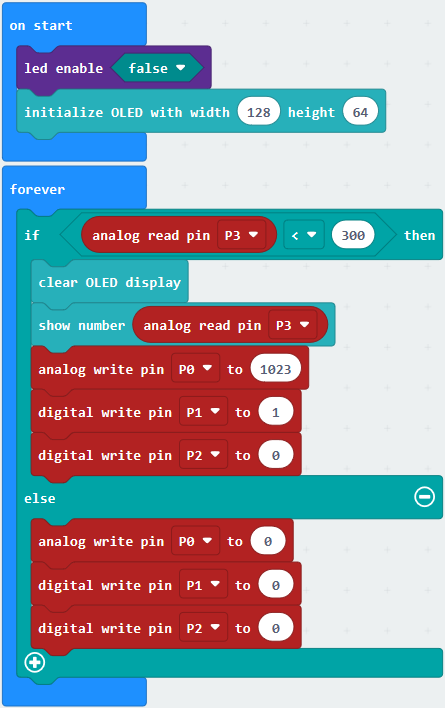 on start
led enable false
initialize OLED with width 128 height 64
forever
if analog read pin P3 < 300 then
clear OLED display
show number analog read pin P3
analog write pin P0 to 1023
digital write pin P1 to 1
digital write pin P2 to 0
else
analog write pin P0 to 0
digital write pin P1 to 0
digital write pin P2 to 0